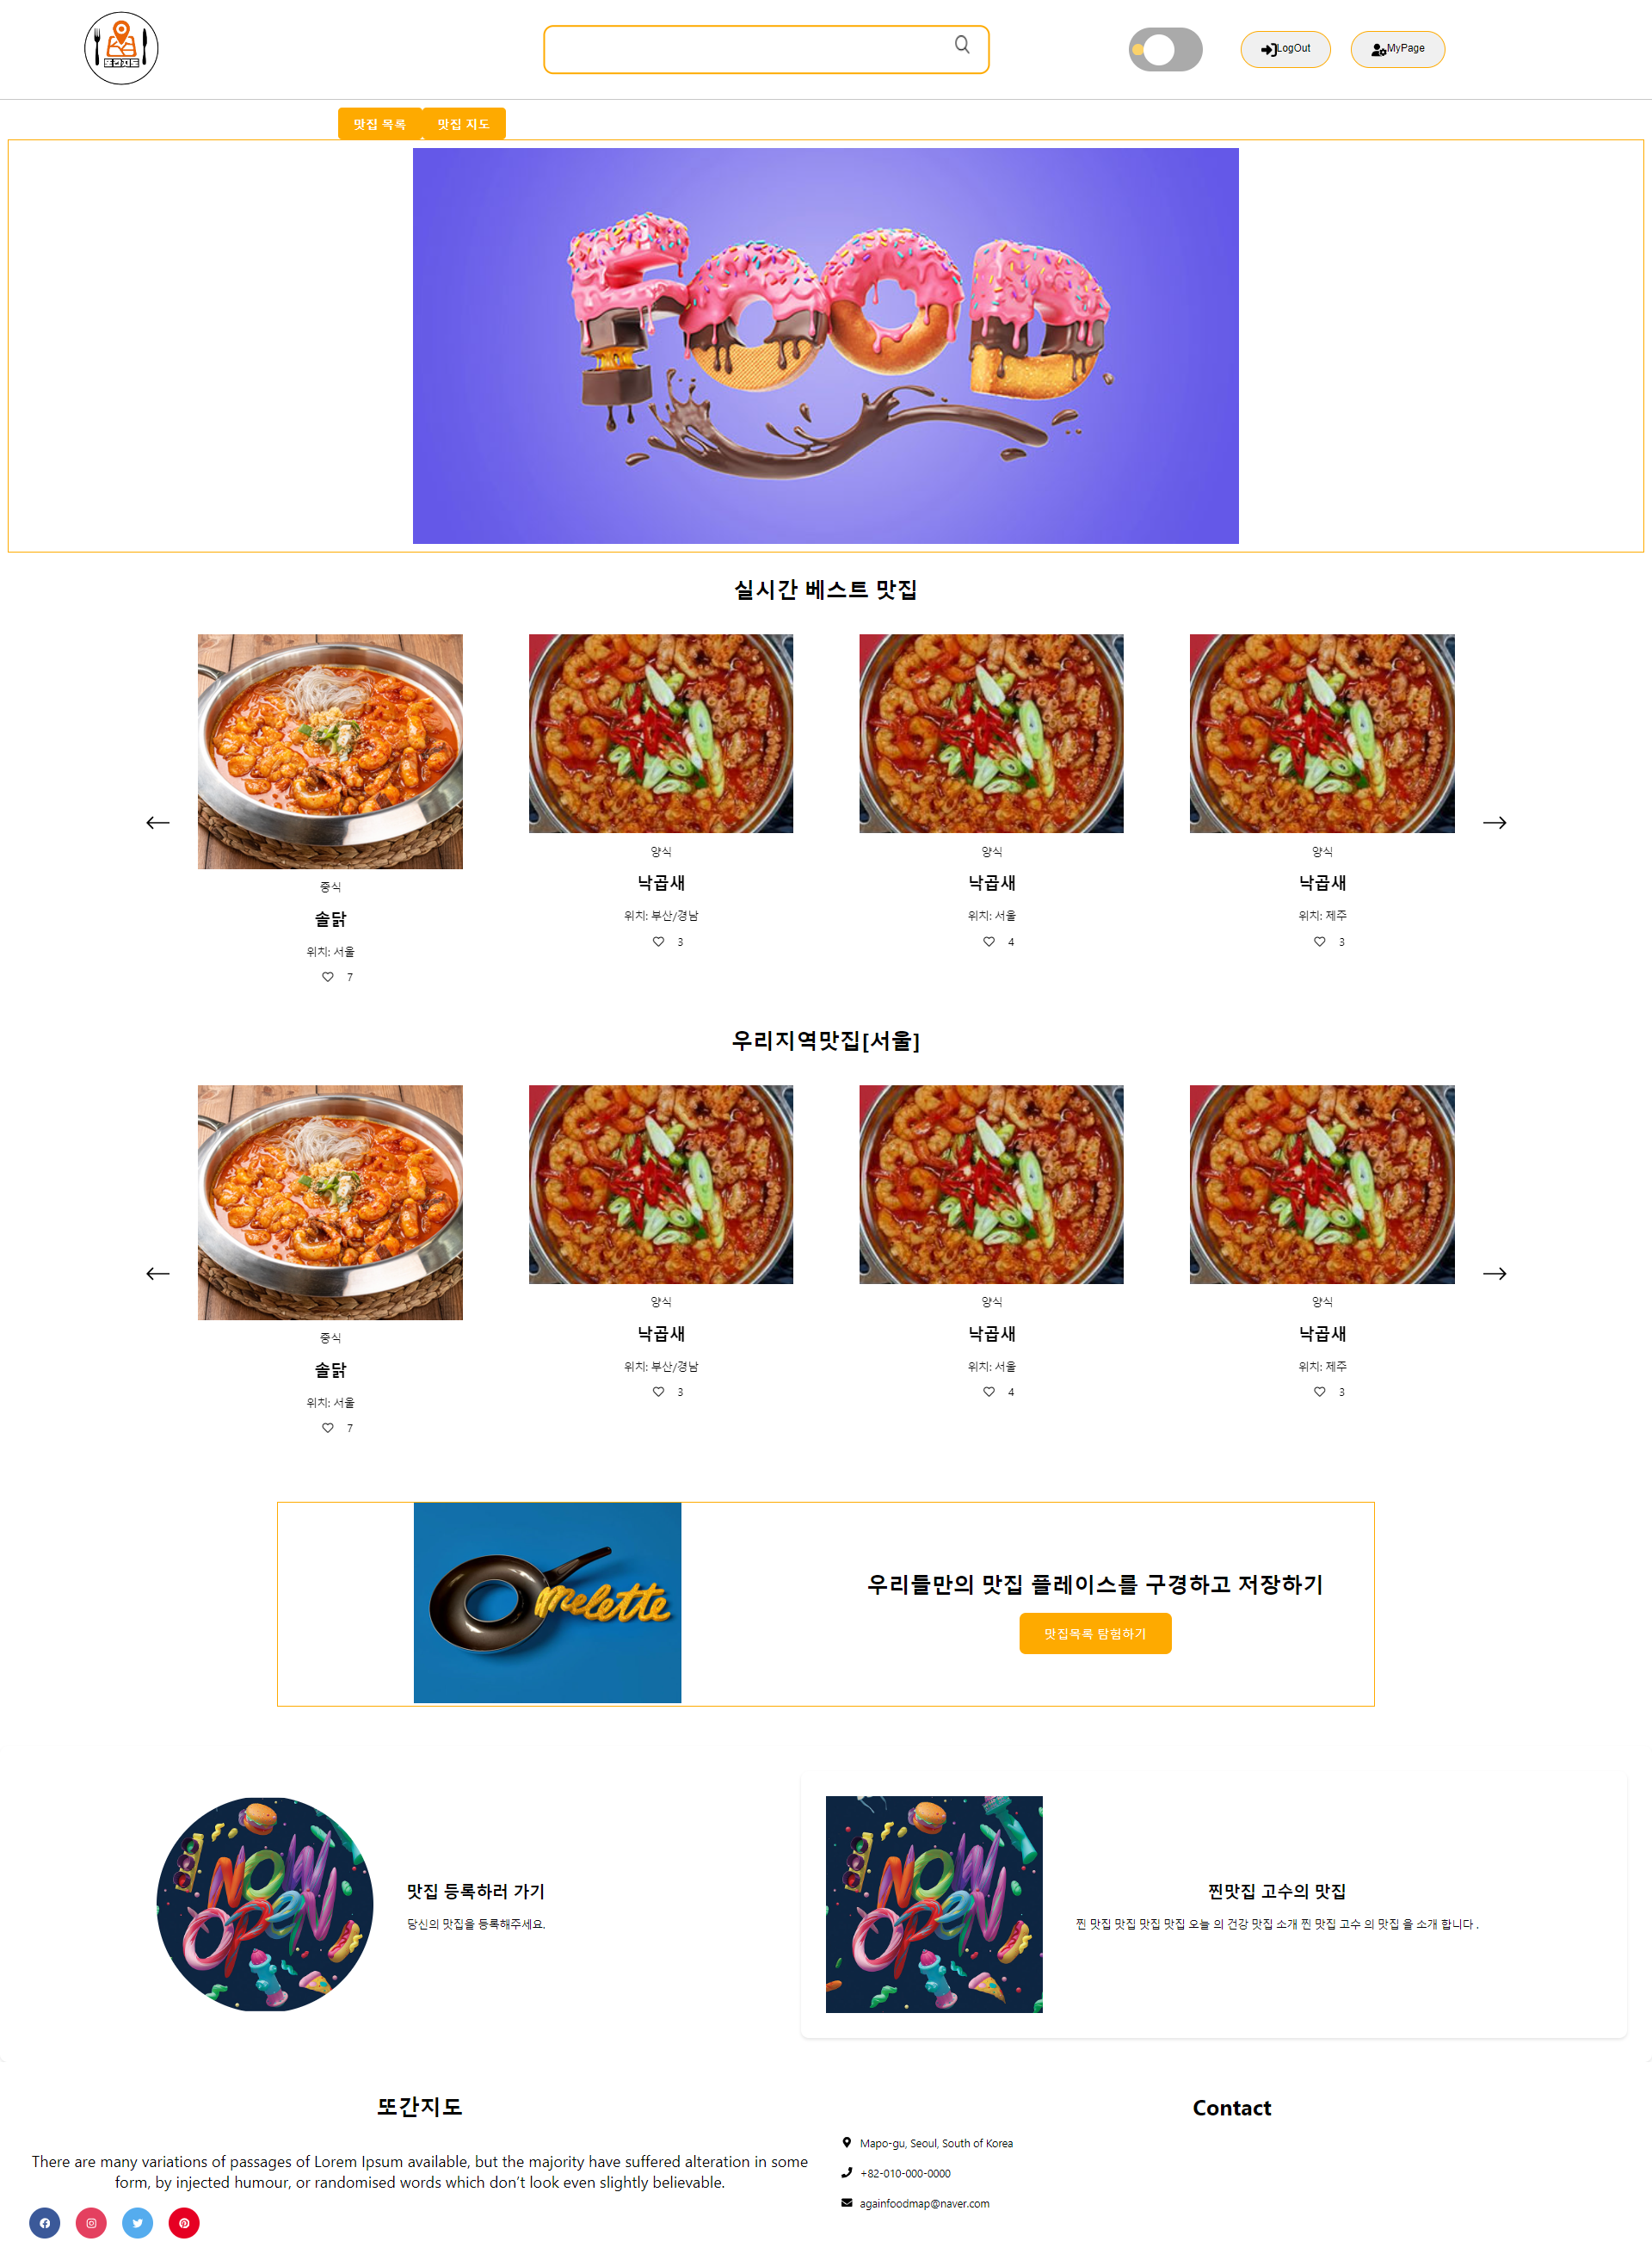 또간지도
LogOut
MyPage
맛집 목록
맛집 지도
FOOD
실시간 베스트 맛집
중식
솔닭
위치: 서울
7
양식
낙곱새
위치: 부산/경남
3
양식
낙곱새
위치: 서울
4
양식
낙곱새
위치: 제주
3
우리지역맛집[서울]
중식
솔닭
위치: 서울
7
양식
낙곱새
위치: 부산/경남
3
양식
낙곱새
위치: 서울
4
양식
낙곱새
위치: 제주
3
Omelette
우리들만의 맛집 플레이스를 구경하고 저장하기
맛집목록 탐험하기
NOW
OPEN
맛집 등록하러 가기
당신의 맛집을 등록해주세요.
NOW
OPEN
찐맛집 고수의 맛집
찐 맛집 맛집 맛집 맛집 오늘 의 건강 맛집 소개 찐 맛집 고수 의 맛집 을 소개 합니다 .
또간지도
There are many variations of passages of Lorem Ipsum available, but the majority have suffered alteration in some
form, by injected humour, or randomised words which don’t look even slightly believable.
Contact
Mapo-gu, Seoul, South of Korea
+82-010-000-0000
againfoodmap@naver.com